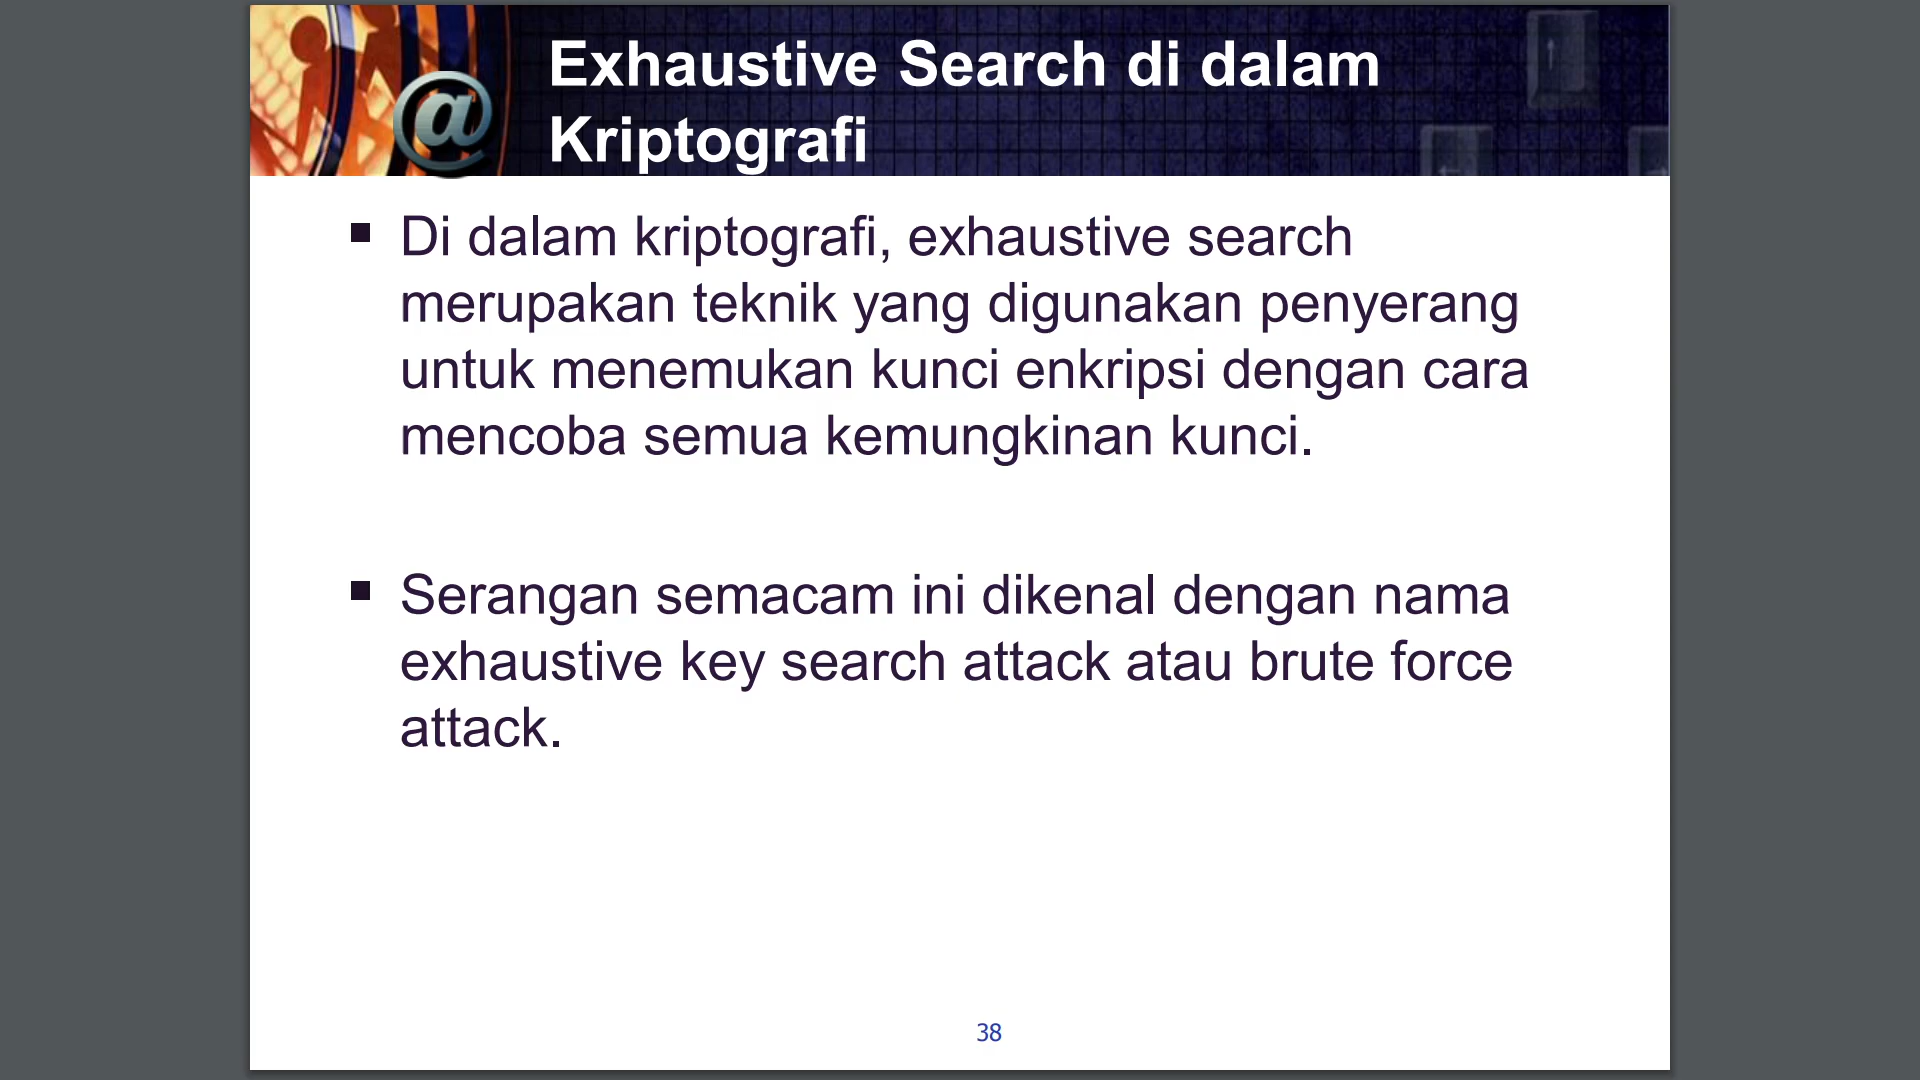 Exhaustive Search di dalam
Kriptografi
@
▪ Di dalam kriptografi, exhaustive search
merupakan teknik yang digunakan penyerang
untuk menemukan kunci enkripsi dengan cara
mencoba semua kemungkinan kunci.
▪ Serangan semacam ini dikenal dengan nama
exhaustive key search attack atau brute force
attack.
38